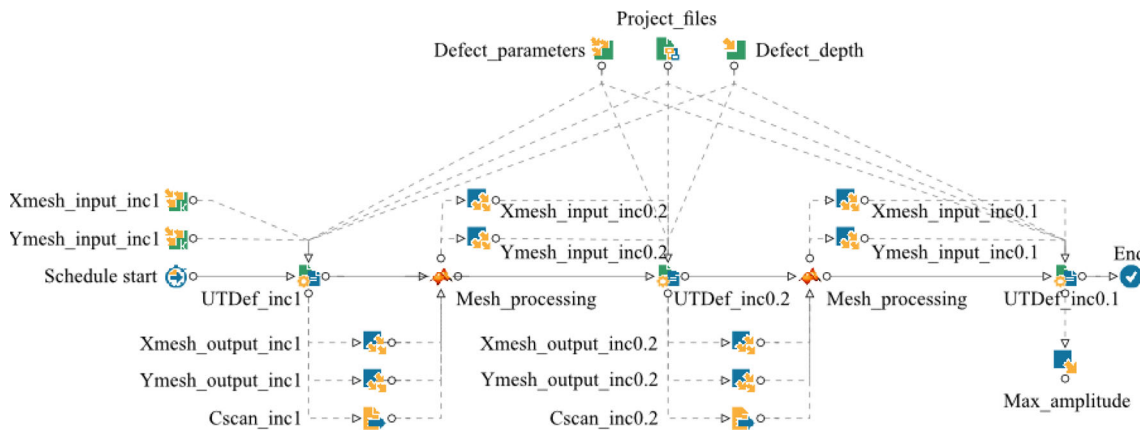 Project_files
Defect_parameters
Defect_depth
Xmesh_input_inc1
Xmesh_input_inc0.2
Xmesh_input_inc0.1
Ymesh_input_inc1
Ymesh_input_inc0.2
Ymesh_input_inc0.1
Schedule start
End
UTDef_inc1
Mesh_processing
UTDef_inc0.2
Mesh_processing
UTDef_inc0.1
Xmesh_output_inc1
Xmesh_output_inc0.2
Ymesh_output_inc1
Ymesh_output_inc0.2
Max_amplitude
Cscan_inc1
Cscan_inc0.2